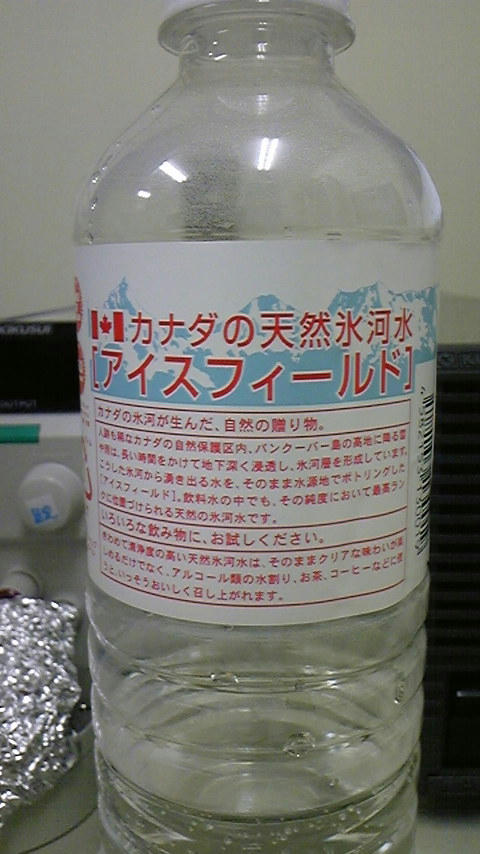 カナダの天然氷河水
[アイスフィールド]
カナダの氷河が生んだ、自然の贈り物。
人跡も稀なカナダの自然保護区内、バンクーバー島の高地に降る雪
や雨は、長い時間をかけて地下深く浸透し、氷河層を形成しています。
こうした氷河から湧き出る水を、そのまま水源地でボトリングした
[アイスフィールド]。飲料水の中でも、その純度において最高ラン
クに位置づけられる天然の氷河水です。
いろいろな飲み物に、お試しください。
きわめて清浄度の高い天然氷河水は、そのままクリアな味わいが楽
しめるだけでなく、アルコール類の水割り、お茶、コーヒーなどに使
うと、いっそうおいしく召し上がれます。
KIKUSUI
OUTPUT